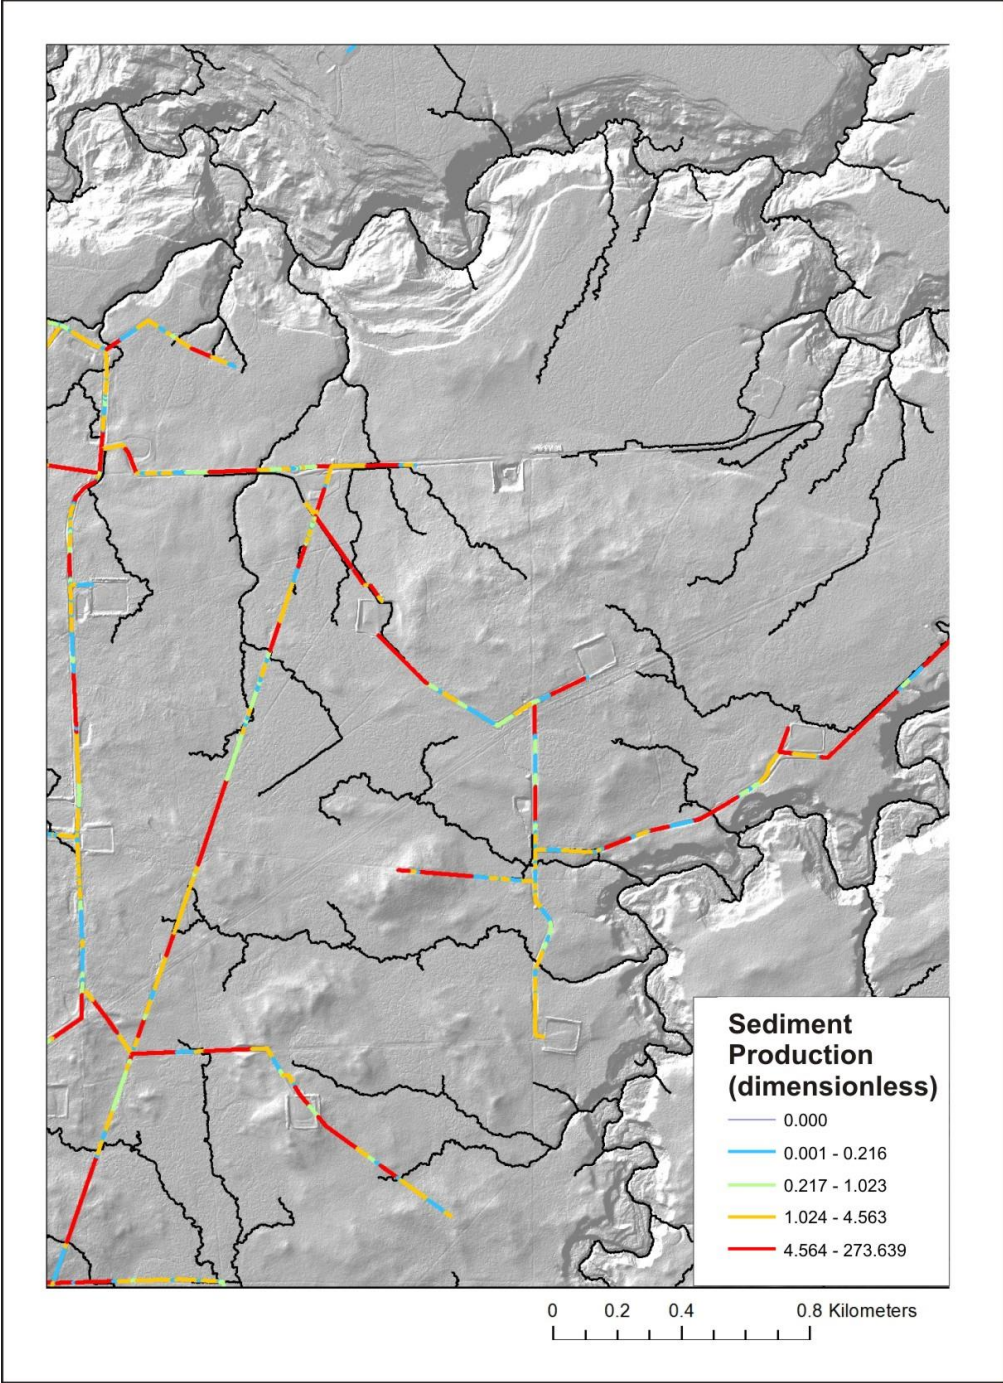 Sediment
Production
(dimensionless)
0.000
0.001 - 0.216
0.217 - 1.023
1.024 - 4.563
4.564 - 273.639
0 0.2 0.4 0.8 Kilometers